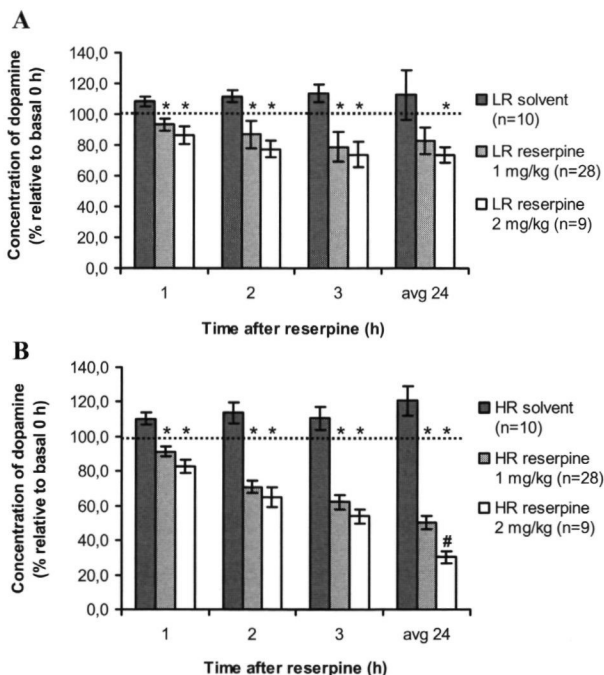 A
Concentration of dopamine
(% relative to basal 0 h)
140,0
120,0
100,0
80,0
60,0
40,0
20,0
0,0
* *
* *
* *
*
1
2
3
avg 24
Time after reserpine (h)
LR solvent
(n=10)
LR reserpine
1 mg/kg (n=28)
LR reserpine
2 mg/kg (n=9)
B
Concentration of dopamine
(% relative to basal 0 h)
140,0
120,0
100,0
80,0
60,0
40,0
20,0
0,0
* *
* *
* *
* *
#
1
2
3
avg 24
Time after reserpine (h)
HR solvent
(n=10)
HR reserpine
1 mg/kg (n=28)
HR reserpine
2 mg/kg (n=9)